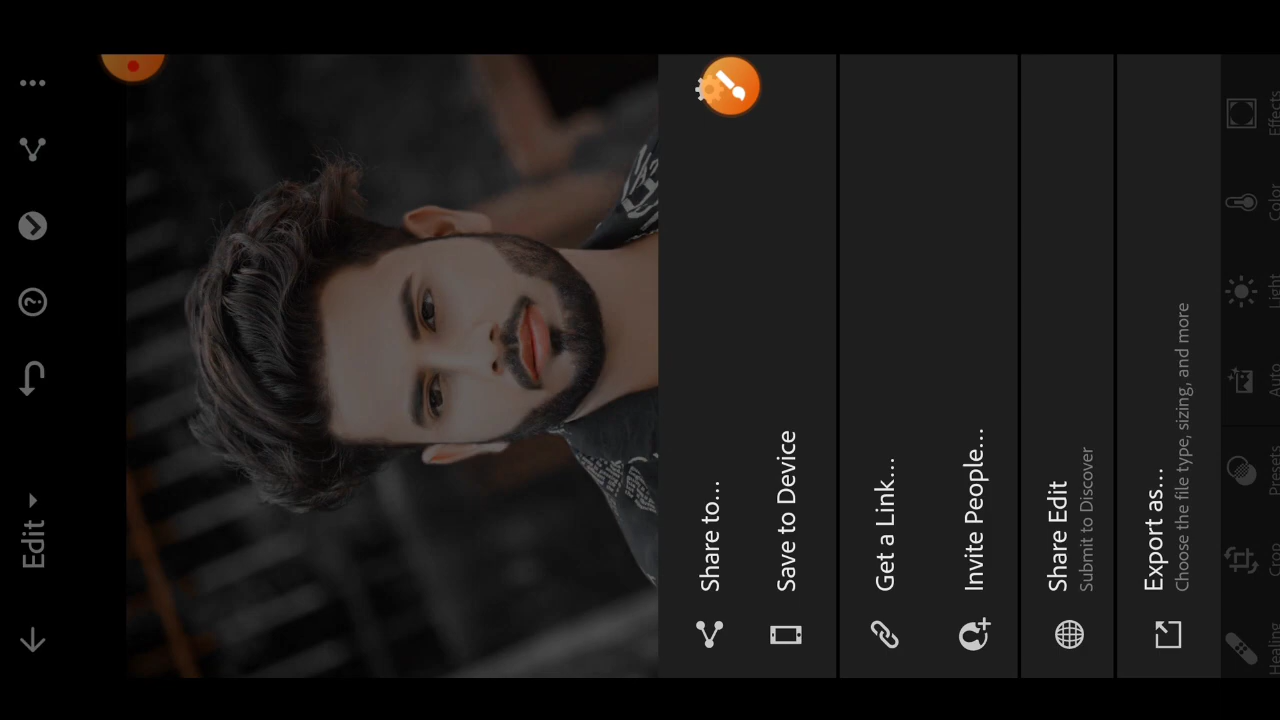 Edit
Share to...
Save to Device
Get a Link...
Invite People...
Share Edit
Submit to Discover
Export as...
Choose the file type, sizing, and more
Healing
Crop
Presets
Auto
Light
Color
Effects